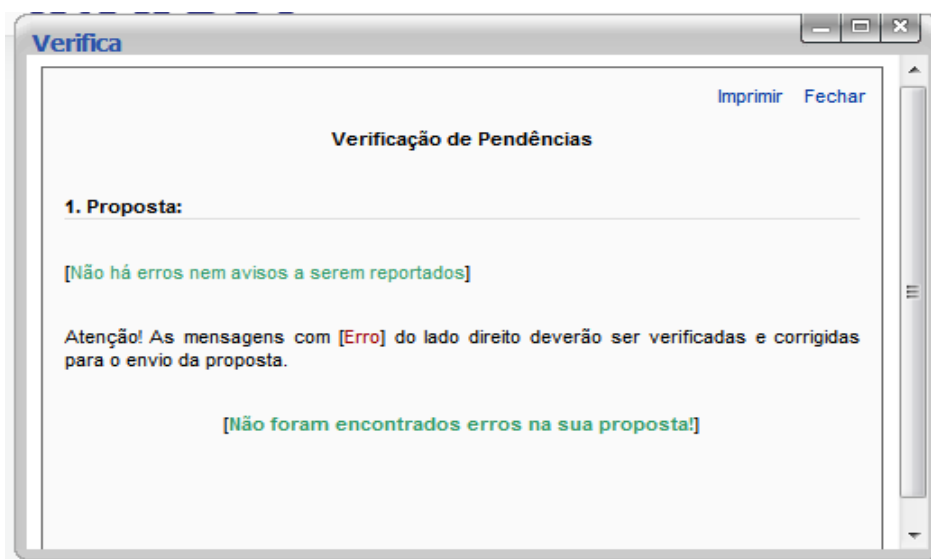 Verifica
Imprimir Fechar
Verificação de Pendências
1. Proposta:
[Não há erros nem avisos a serem reportados]
Atenção! As mensagens com [Erro] do lado direito deverão ser verificadas e corrigidas
para o envio da proposta.
[Não foram encontrados erros na sua proposta!]